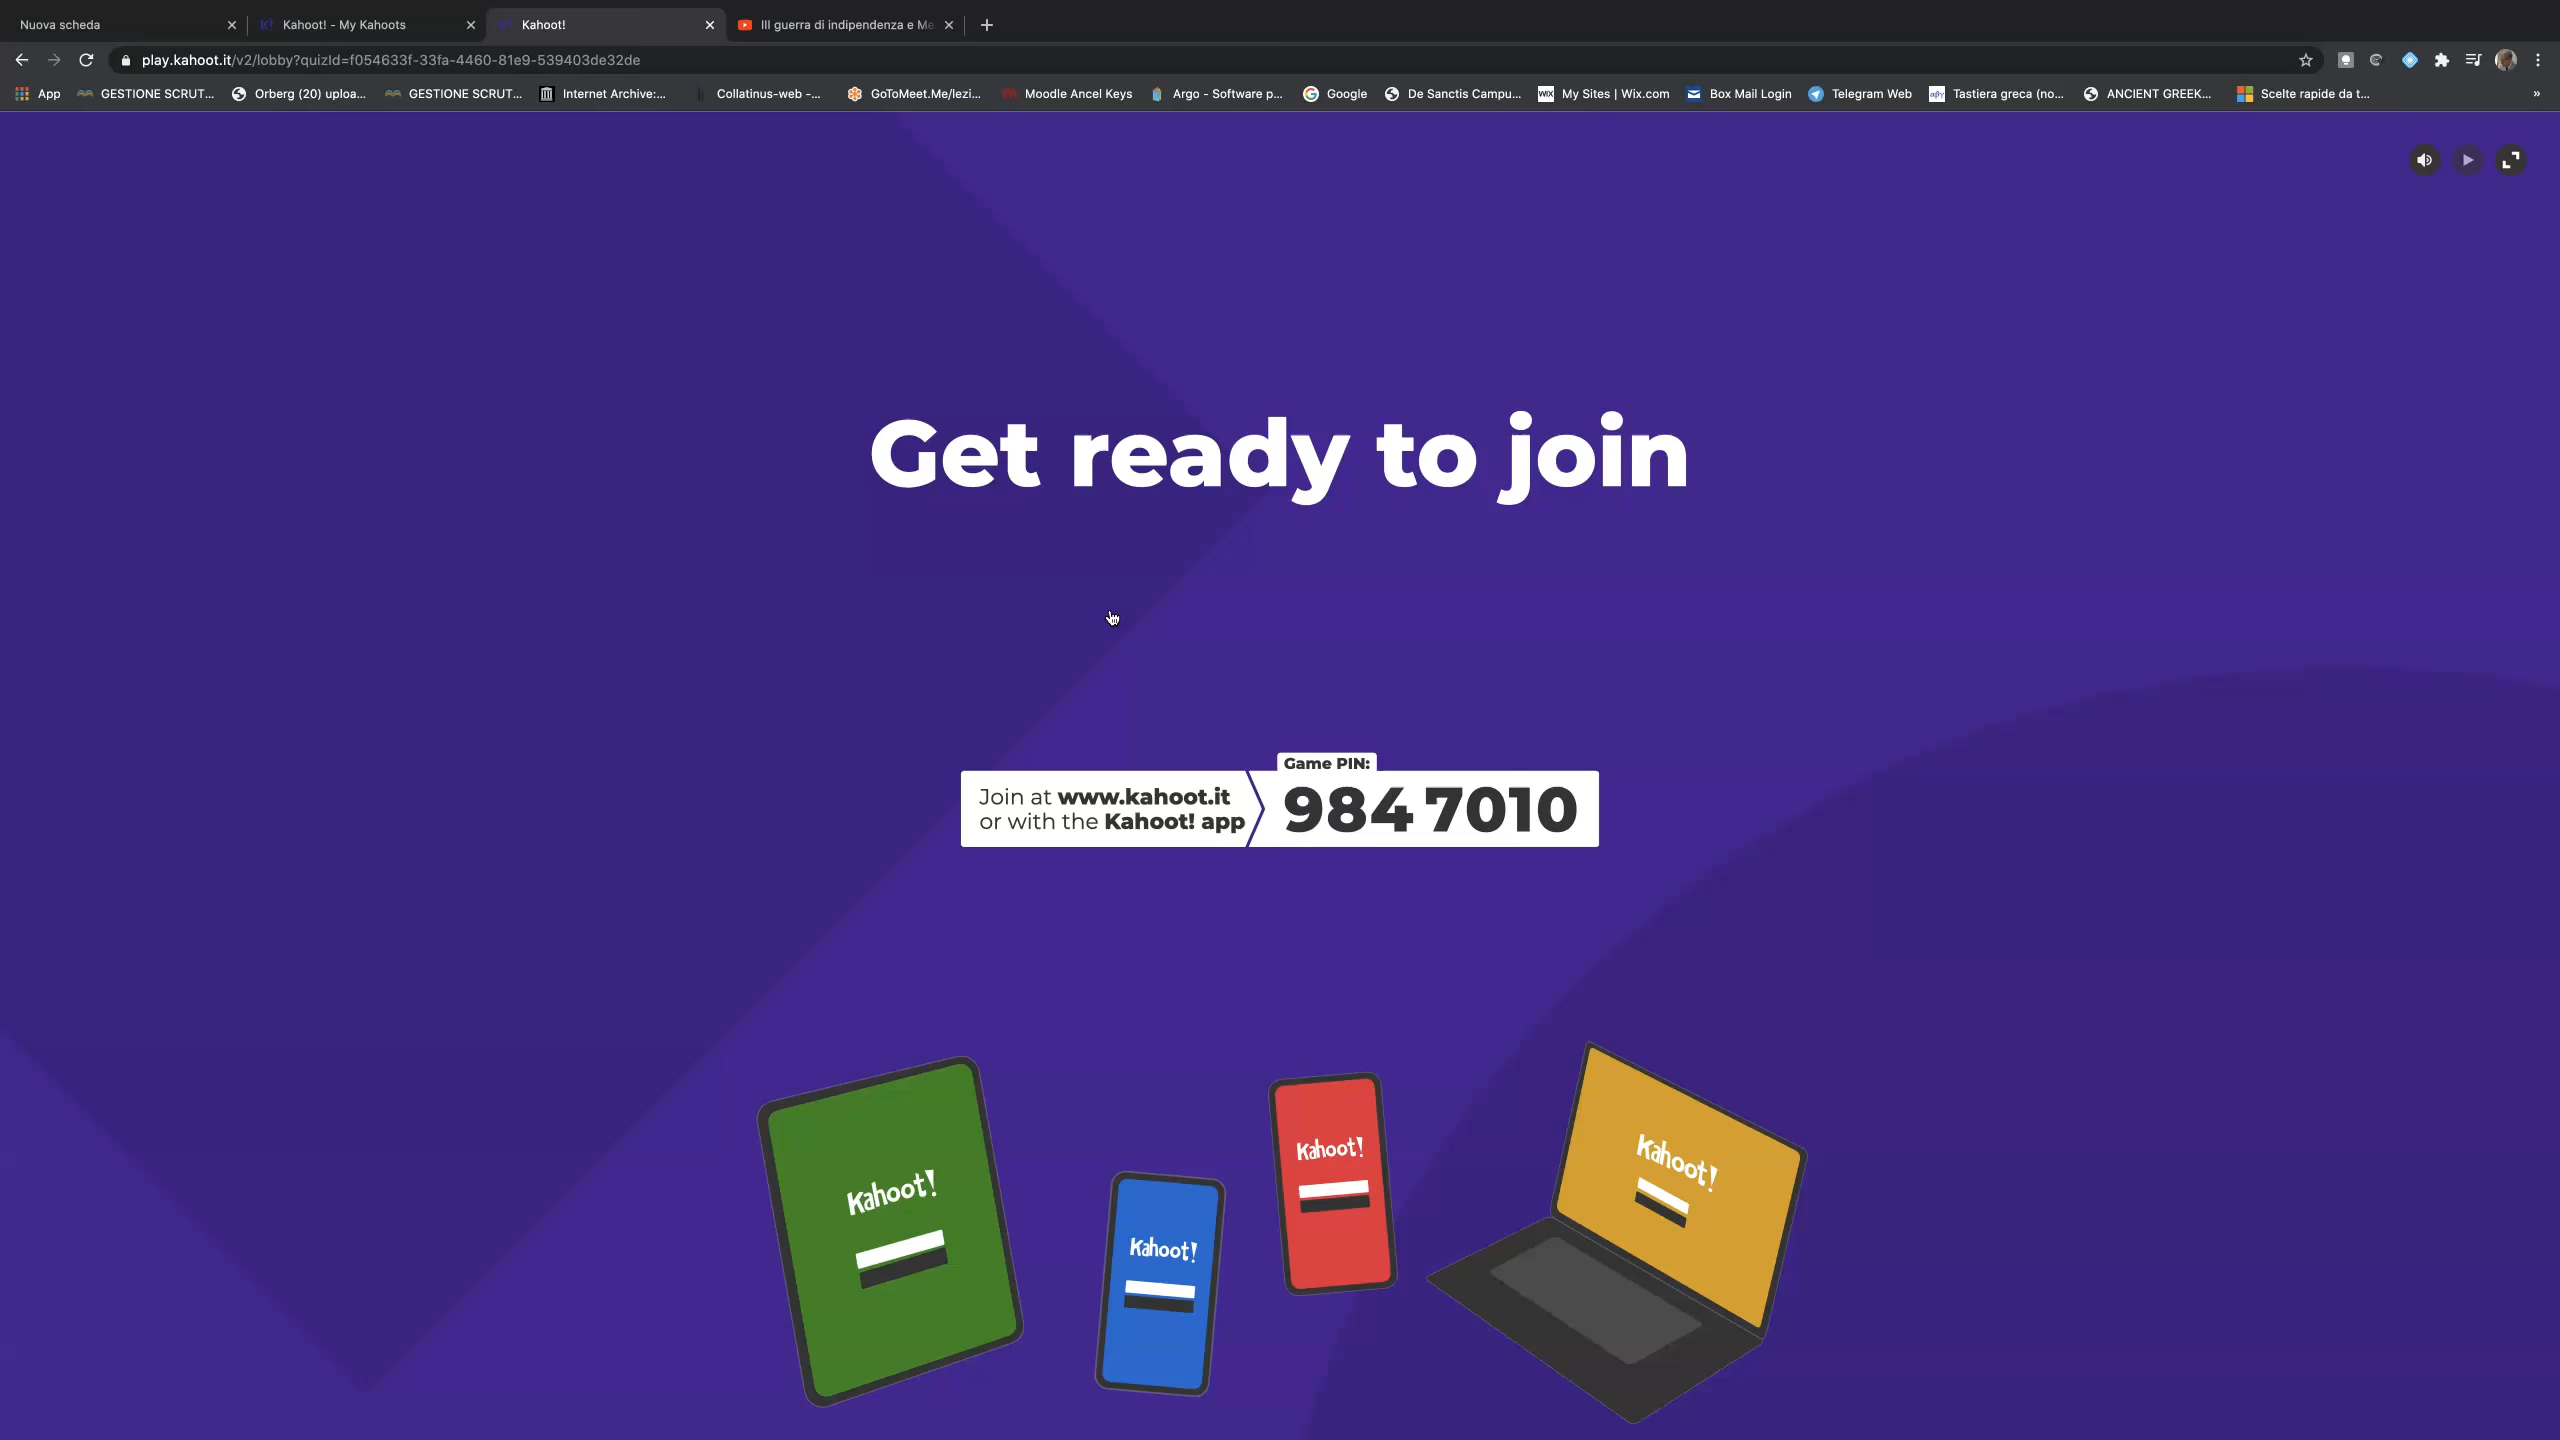 Nuova scheda
Kahoot! - My Kahoots
Kahoot!
III guerra di indipendenza e Me
play.kahoot.it/v2/lobby?quizId=f054633f-33fa-4460-81e9-539403de32de
App
GESTIONE SCRUT...
Orberg (20) uploa...
GESTIONE SCRUT...
Internet Archive:...
Collatinus-web -...
GoToMeet.Me/lezi...
Moodle Ancel Keys
Argo - Software p...
Google
De Sanctis Campu...
WIX
My Sites | Wix.com
Box Mail Login
Telegram Web
Tastiera greca (no...
ANCIENT GREEK...
Scelte rapide da t...
»
Get ready to join
Game PIN:
Join at www.kahoot.it
or with the Kahoot! app
984 7010
Kahoot!
Kahoot!
Kahoot!
Kahoot!